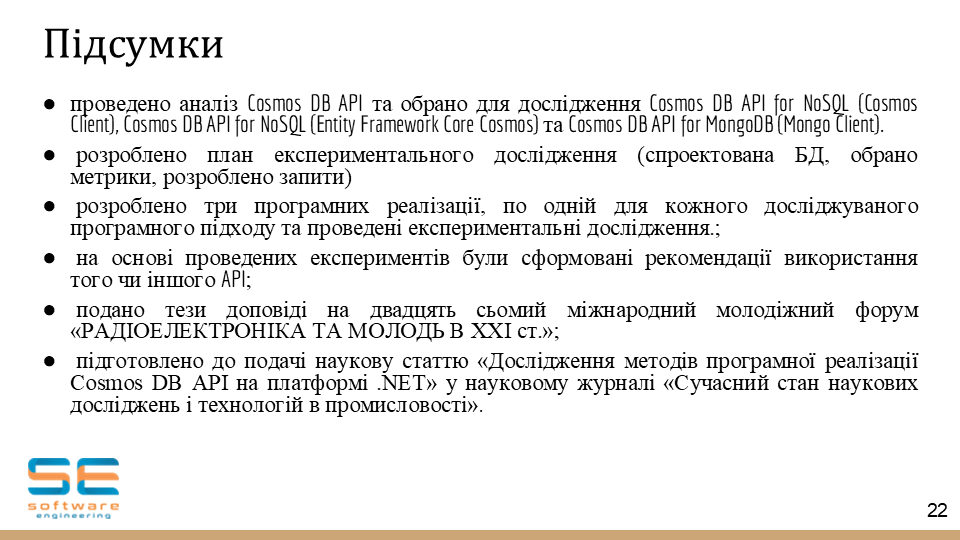 Підсумки
● проведено аналіз Cosmos DB API та обрано для дослідження Cosmos DB API for NoSQL (Cosmos
Client), Cosmos DB API for NoSQL (Entity Framework Core Cosmos) та Cosmos DB API for MongoDB (Mongo Client).
● розроблено план експериментального дослідження (спроектована БД, обрано
метрики, розроблено запити)
● розроблено три програмних реалізації, по одній для кожного досліджуваного
програмного підходу та проведені експериментальні дослідження.;
● на основі проведених експериментів були сформовані рекомендації використання
того чи іншого API;
● подано тези доповіді на двадцять сьомий міжнародний молодіжний форум
«РАДІОЕЛЕКТРОНІКА ТА МОЛОДЬ В XXI ст.»;
● підготовлено до подачі наукову статтю «Дослідження методів програмної реалізації
Cosmos DB API на платформі .NET» у науковому журналі «Сучасний стан наукових
досліджень і технологій в промисловості».
SE
software
engineering
22